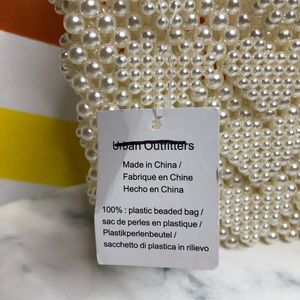 Urban Outfitters
Made in China /
Fabriqué en Chine
Hecho en China
100% : plastic beaded bag /
sac de perles en plastique /
Plastikperlenbeutel /
sacchetto di plastica in rilievo